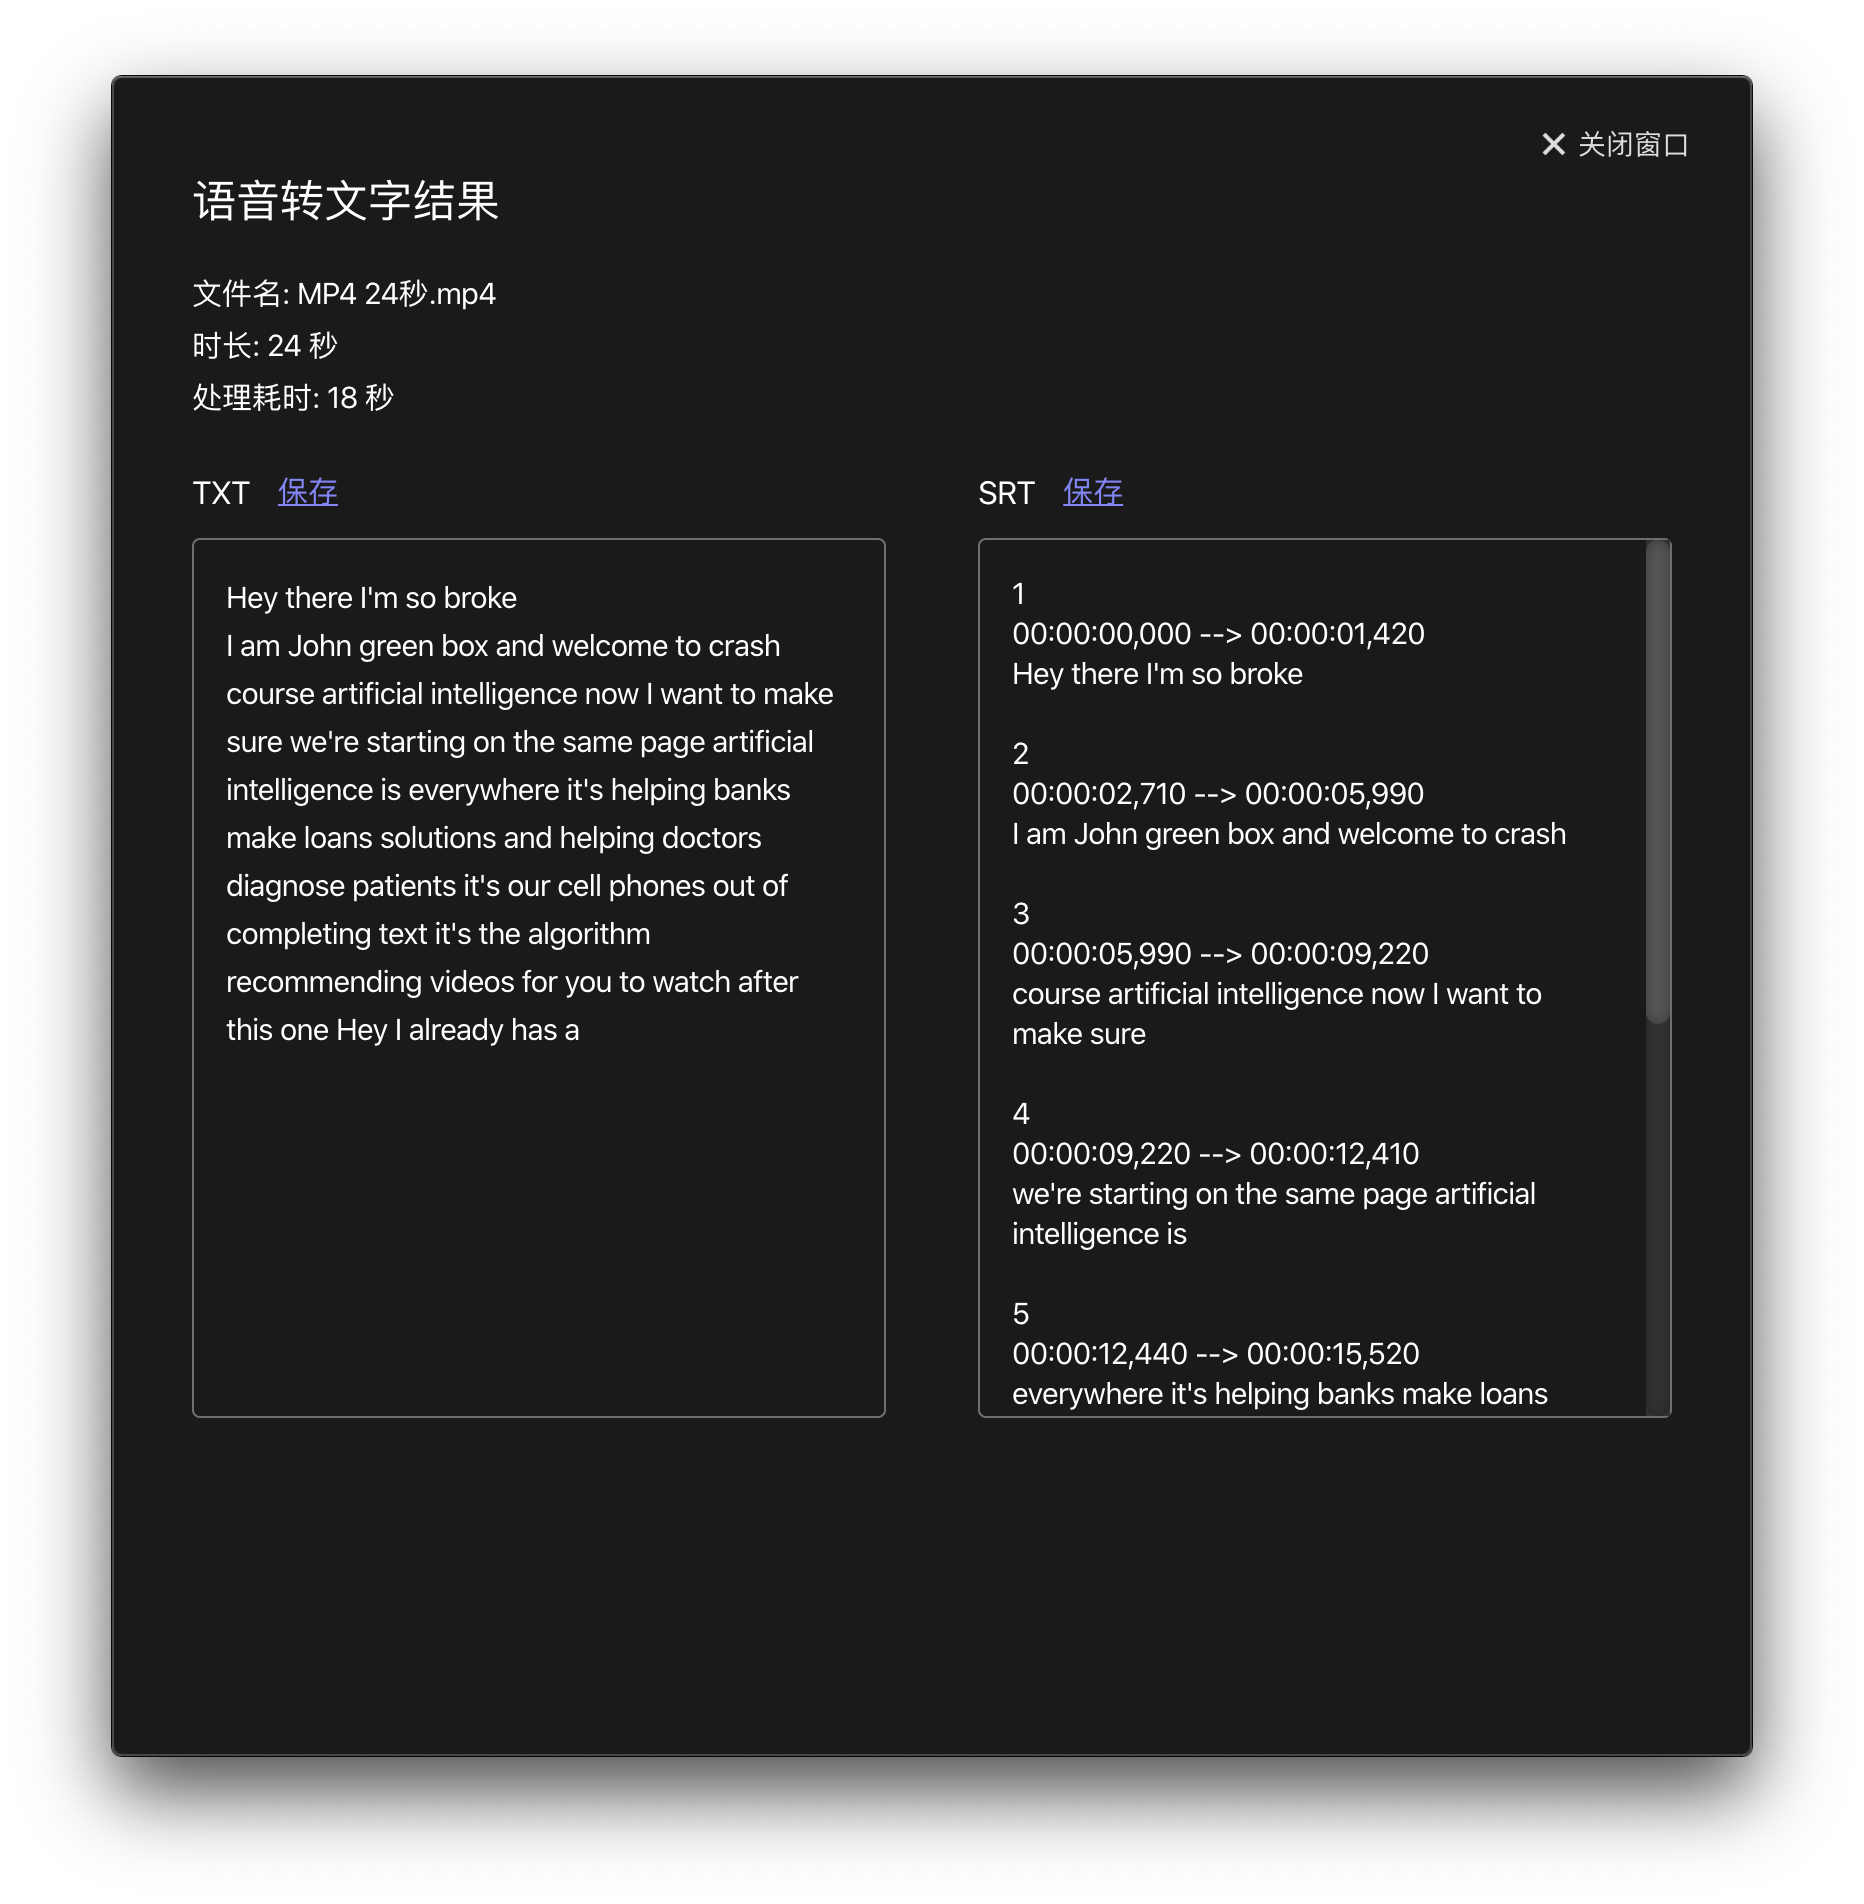 关闭窗口
语音转文字结果
文件名: MP4 24秒.mp4
时长: 24 秒
处理耗时: 18 秒
TXT 保存
Hey there I'm so broke
I am John green box and welcome to crash
course artificial intelligence now I want to make
sure we're starting on the same page artificial
intelligence is everywhere it's helping banks
make loans solutions and helping doctors
diagnose patients it's our cell phones out of
completing text it's the algorithm
recommending videos for you to watch after
this one Hey I already has a
SRT 保存
1
00:00:00,000 --> 00:00:01,420
Hey there I'm so broke
2
00:00:02,710 --> 00:00:05,990
I am John green box and welcome to crash
3
00:00:05,990 --> 00:00:09,220
course artificial intelligence now I want to
make sure
4
00:00:09,220 --> 00:00:12,410
we're starting on the same page artificial
intelligence is
5
00:00:12,440 --> 00:00:15,520
everywhere it's helping banks make loans